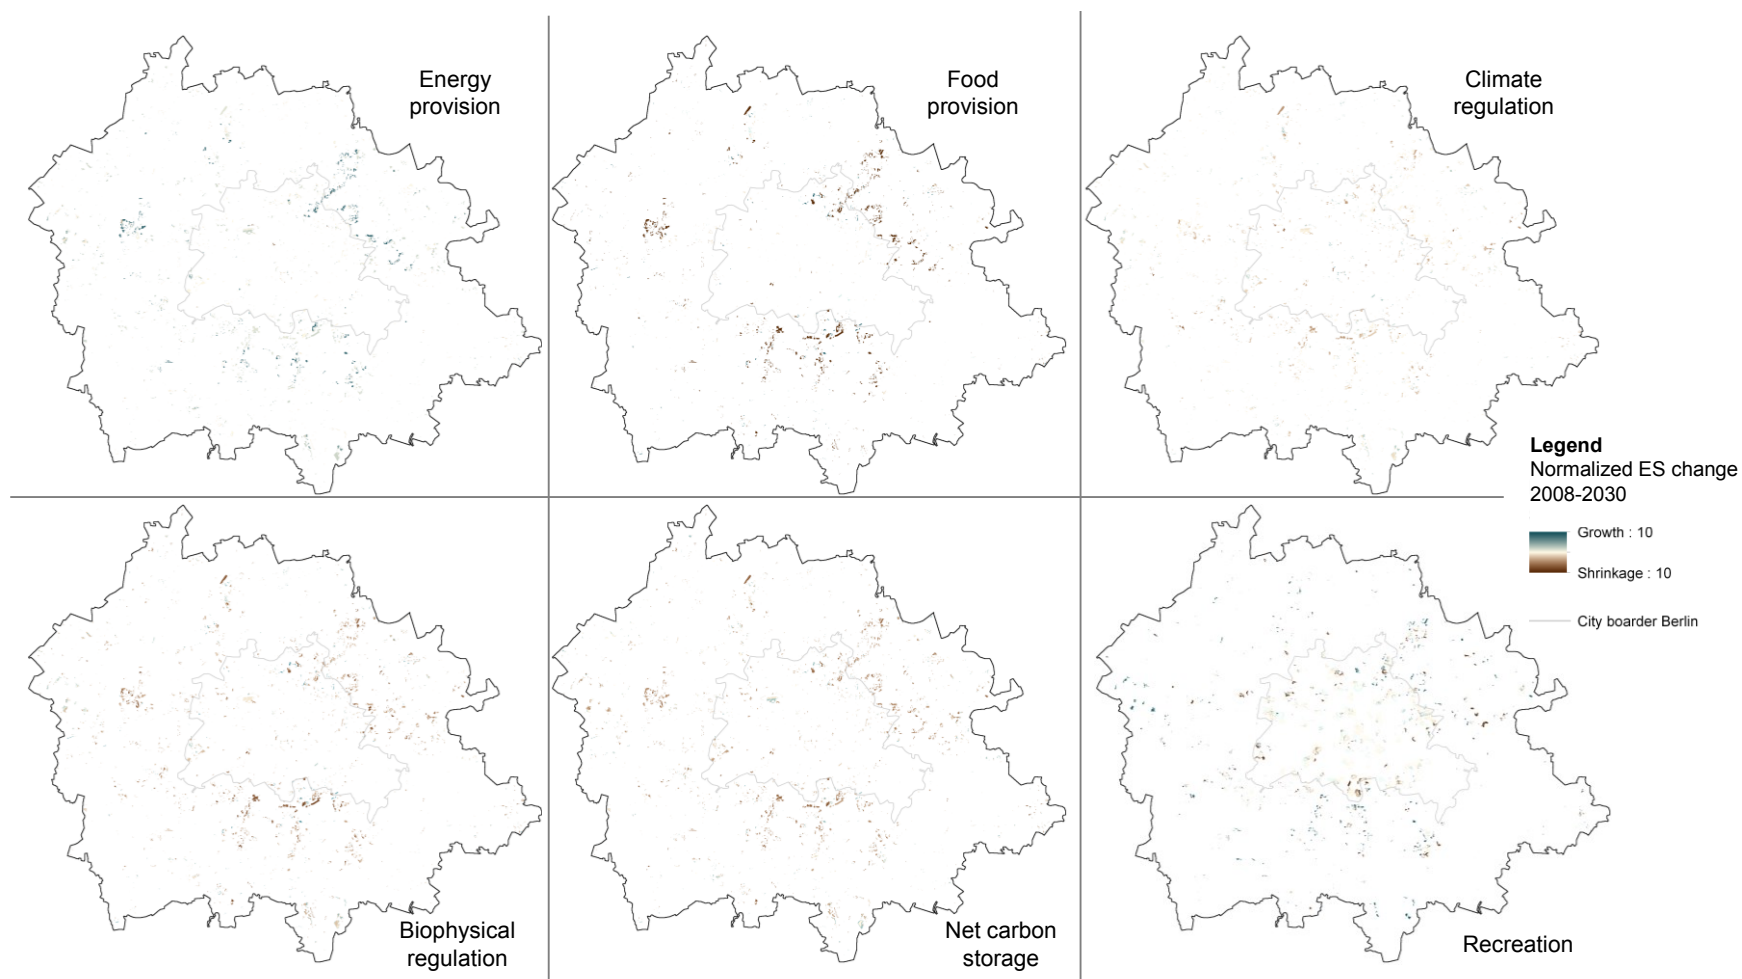 Energy
provision
Food
provision
Climate
regulation
Legend
Normalized ES change
2008-2030
Growth : 10
Shrinkage : 10
City boarder Berlin
Biophysical
regulation
Net carbon
storage
Recreation